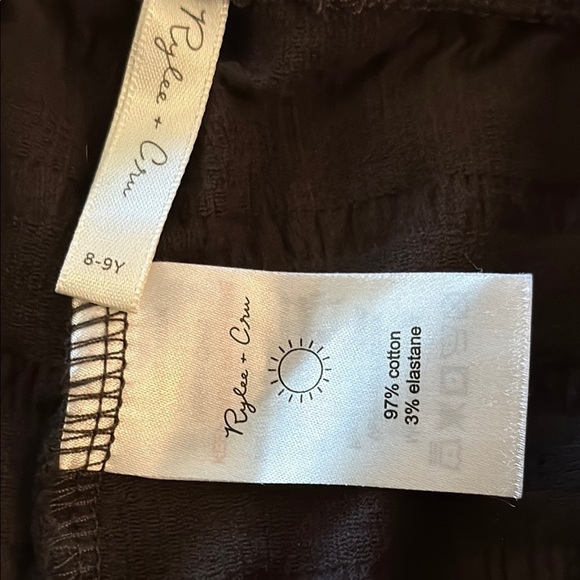 Rylee + Cru
8-9Y
Rylee + Cru
97% cotton
3% elastane